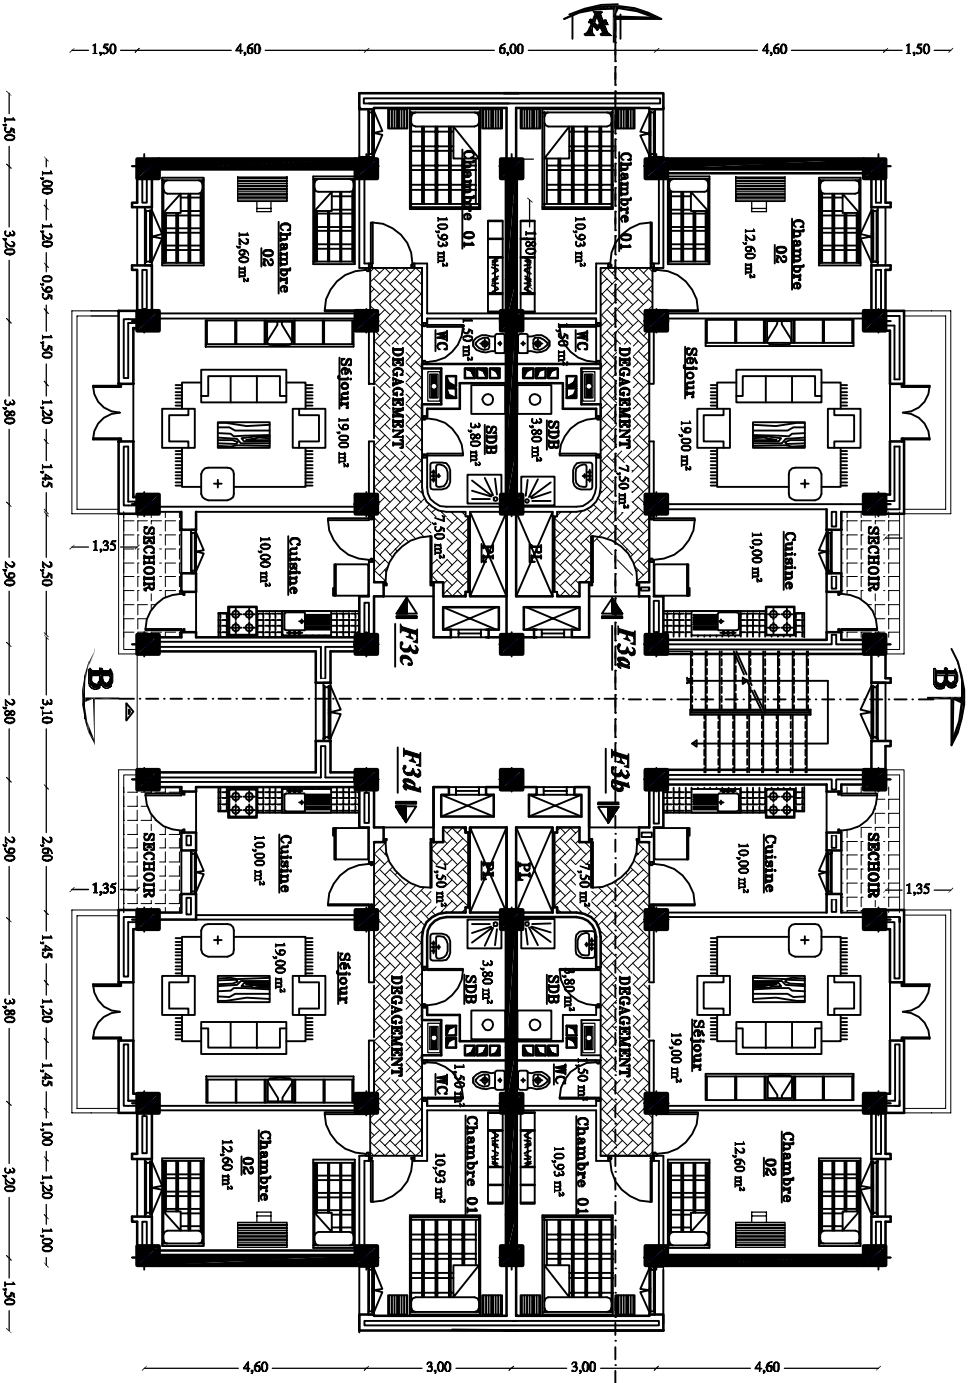 A
1,50
4,60
6,00
4,60
1,50
1,50
3,20
3,80
2,90
2,80
2,90
3,80
3,20
1,50
1,00
1,20
0,95
1,50
1,20
1,45
2,50
3,10
2,60
1,45
1,20
1,45
1,00
1,20
1,00
Chambre
02
12,60 m²
Chambre 01
10,93 m²
1,80
Chambre 01
10,93 m²
Chambre
02
12,60 m²
Séjour
19,00 m²
DEGAGEMENT
7,50 m²
WC
1,50 m²
SDB
3,80 m²
PL
WC
1,50 m²
SDB
3,80 m²
PL
DEGAGEMENT
7,50 m²
Séjour
19,00 m²
SECHOIR
1,35
Cuisine
10,00 m²
Cuisine
10,00 m²
SECHOIR
F3c
F3a
B
B
F3d
F3b
SECHOIR
1,35
Cuisine
10,00 m²
7,50 m²
PL
PL
7,50 m²
Cuisine
10,00 m²
SECHOIR
1,35
Séjour
19,00 m²
DEGAGEMENT
SDB
3,80 m²
WC
1,50 m²
SDB
3,80 m²
WC
1,50 m²
DEGAGEMENT
Séjour
19,00 m²
Chambre
02
12,60 m²
Chambre 01
10,93 m²
Chambre 01
10,93 m²
Chambre
02
12,60 m²
4,60
3,00
3,00
4,60